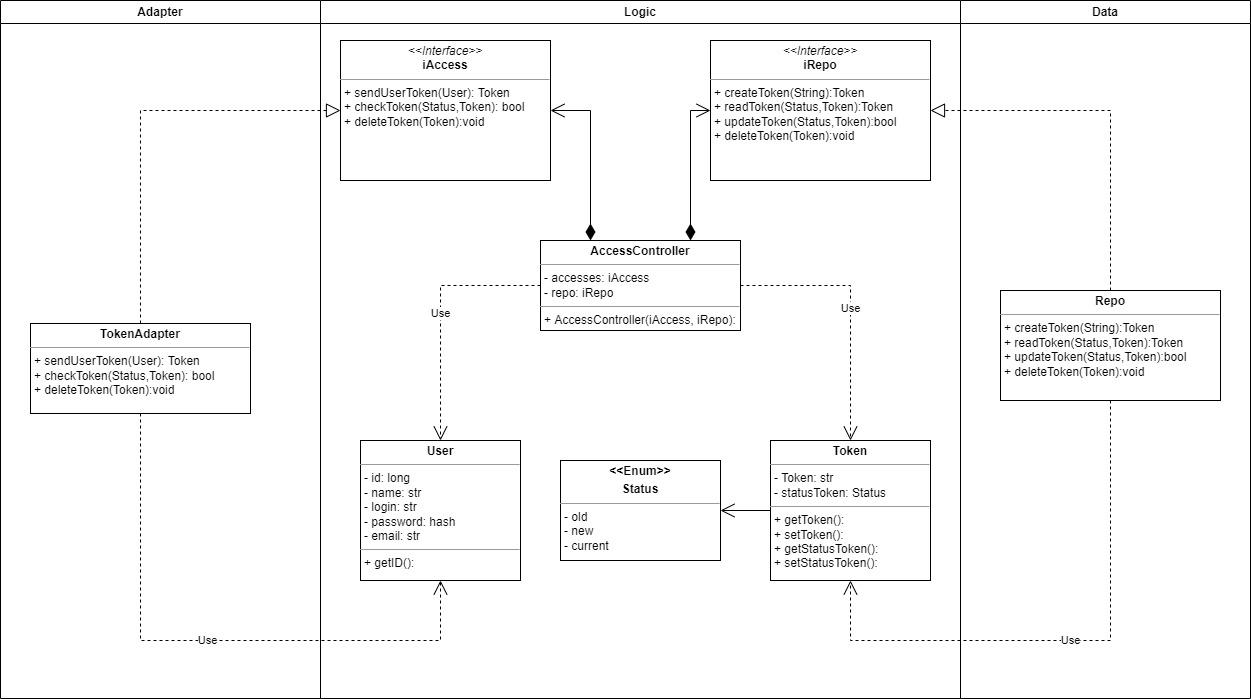 Adapter
Logic
Data
<<Interface>>
iAccess
+ sendUserToken(User): Token
+ checkToken(Status,Token): bool
+ deleteToken(Token):void
<<Interface>>
iRepo
+ createToken(String):Token
+ readToken(Status,Token):Token
+ updateToken(Status,Token):bool
+ deleteToken(Token):void
AccessController
- accesses: iAccess
- repo: iRepo
+ AccessController(iAccess, iRepo):
Use
Use
TokenAdapter
+ sendUserToken(User): Token
+ checkToken(Status,Token): bool
+ deleteToken(Token):void
Repo
+ createToken(String):Token
+ readToken(Status,Token):Token
+ updateToken(Status,Token):bool
+ deleteToken(Token):void
User
- id: long
- name: str
- login: str
- password: hash
- email: str
+ getID():
<<Enum>>
Status
- old
- new
- current
Token
- Token: str
- statusToken: Status
+ getToken():
+ setToken():
+ getStatusToken():
+ setStatusToken():
Use
Use